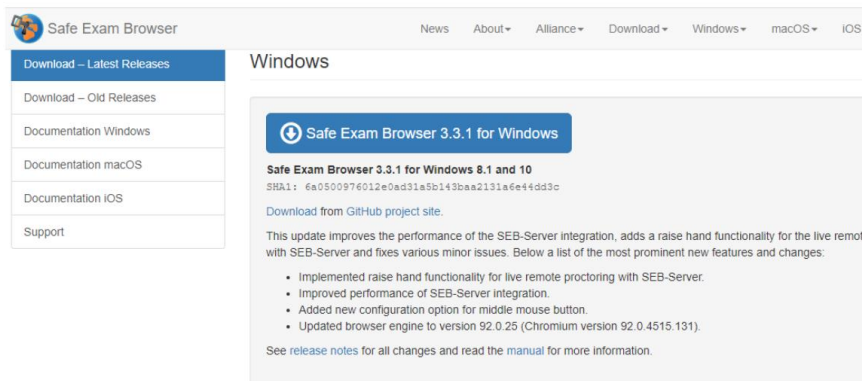 Safe Exam Browser
News About Alliance Download Windows macOS iOS
Download – Latest Releases
Download – Old Releases
Documentation Windows
Documentation macOS
Documentation iOS
Support
Windows
Safe Exam Browser 3.3.1 for Windows
Safe Exam Browser 3.3.1 for Windows 8.1 and 10
SHA1: 6a0500976012e0ad31a5b143baa2131a6e44dd3c
Download from GitHub project site.
This update improves the performance of the SEB-Server integration, adds a raise hand functionality for the live remot
with SEB-Server and fixes various minor issues. Below a list of the most prominent new features and changes:
• Implemented raise hand functionality for live remote proctoring with SEB-Server.
• Improved performance of SEB-Server integration.
• Added new configuration option for middle mouse button.
• Updated browser engine to version 92.0.25 (Chromium version 92.0.4515.131).
See release notes for all changes and read the manual for more information.